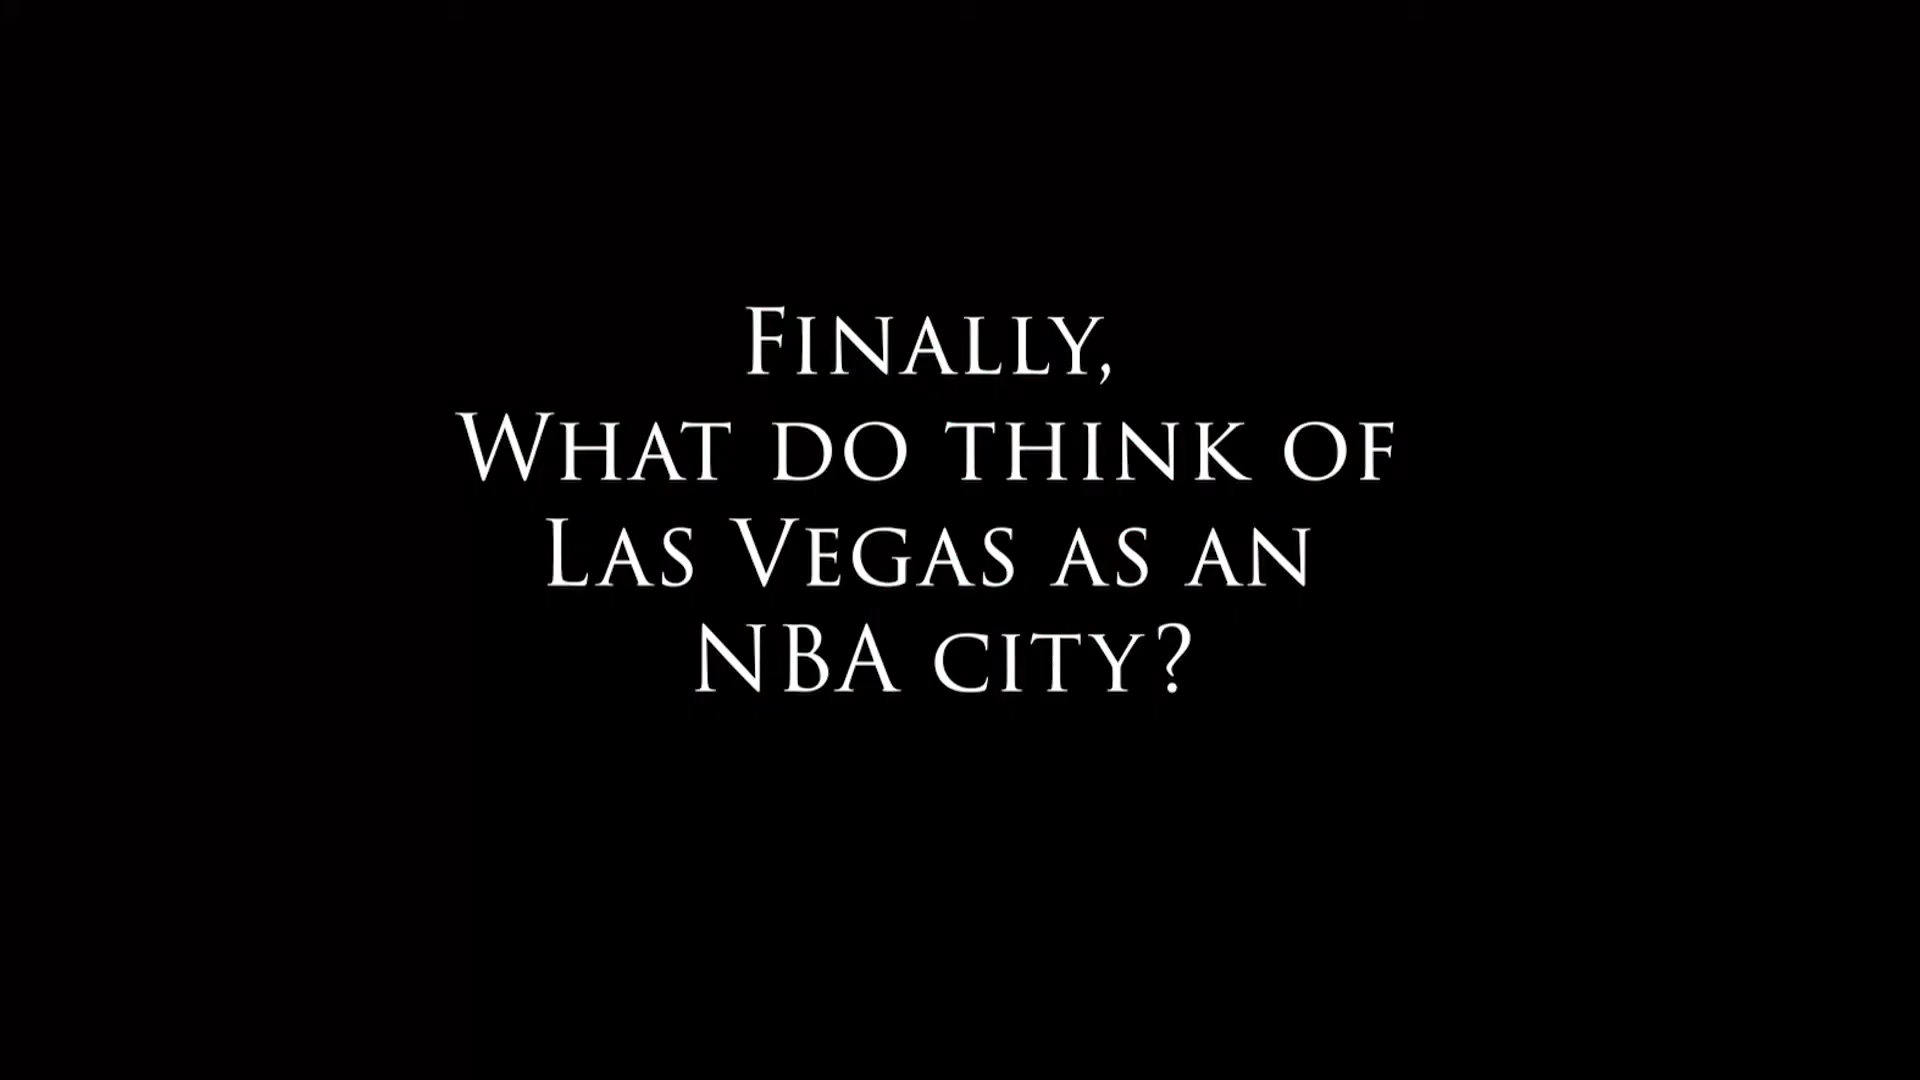 Finally,
What do think of
Las Vegas as an
NBA city?